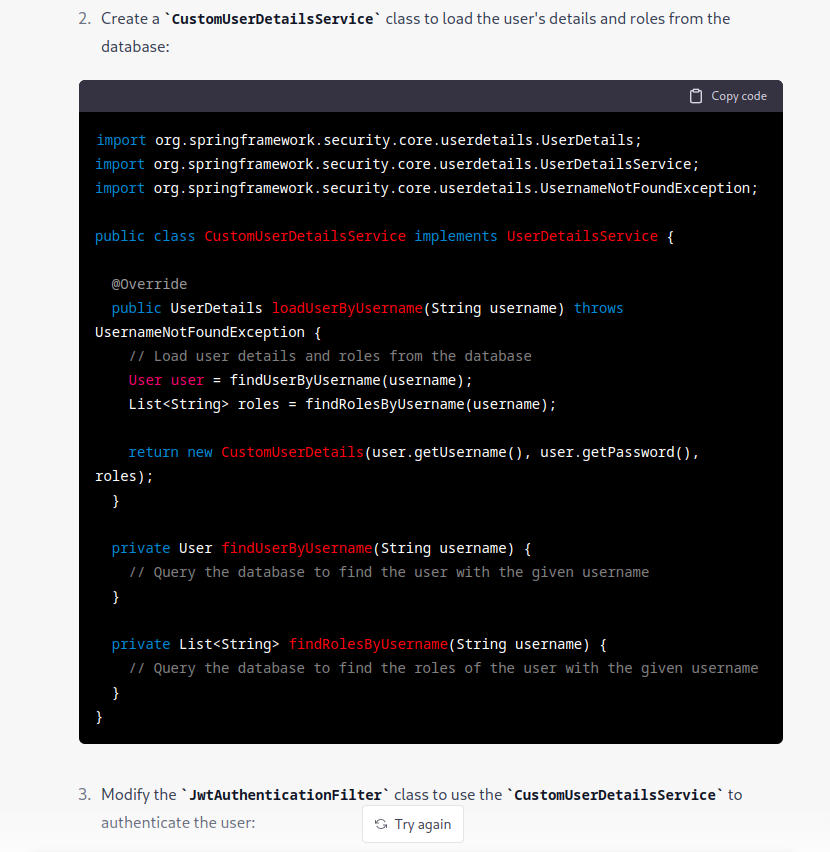 2. Create a `CustomUserDetailsService` class to load the user's details and roles from the
database:
Copy code
import org.springframework.security.core.userdetails.UserDetails;
import org.springframework.security.core.userdetails.UserDetailsService;
import org.springframework.security.core.userdetails.UsernameNotFoundException;
public class CustomUserDetailsService implements UserDetailsService {
@Override
public UserDetails loadUserByUsername(String username) throws
UsernameNotFoundException {
// Load user details and roles from the database
User user = findUserByUsername(username);
List<String> roles = findRolesByUsername(username);
return new CustomUserDetails(user.getUsername(), user.getPassword(),
roles);
}
private User findUserByUsername(String username) {
// Query the database to find the user with the given username
}
private List<String> findRolesByUsername(String username) {
// Query the database to find the roles of the user with the given username
}
}
3. Modify the `JwtAuthenticationFilter` class to use the `CustomUserDetailsService` to
authenticate the user:
Try again